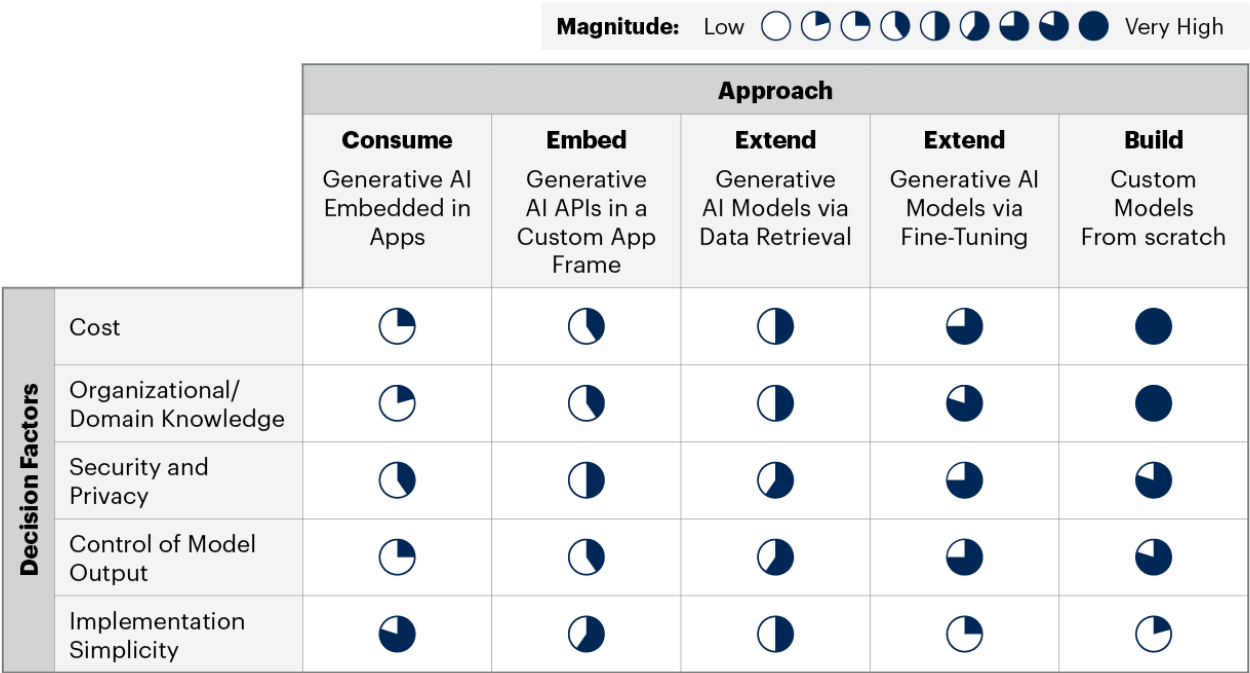 Magnitude: Low Very High
Approach
Consume
Generative AI
Embedded in
Apps
Embed
Generative
AI APIs in a
Custom App
Frame
Extend
Generative
AI Models via
Data Retrieval
Extend
Generative AI
Models via
Fine-Tuning
Build
Custom
Models
From scratch
Decision Factors
Cost
Organizational/
Domain Knowledge
Security and
Privacy
Control of Model
Output
Implementation
Simplicity